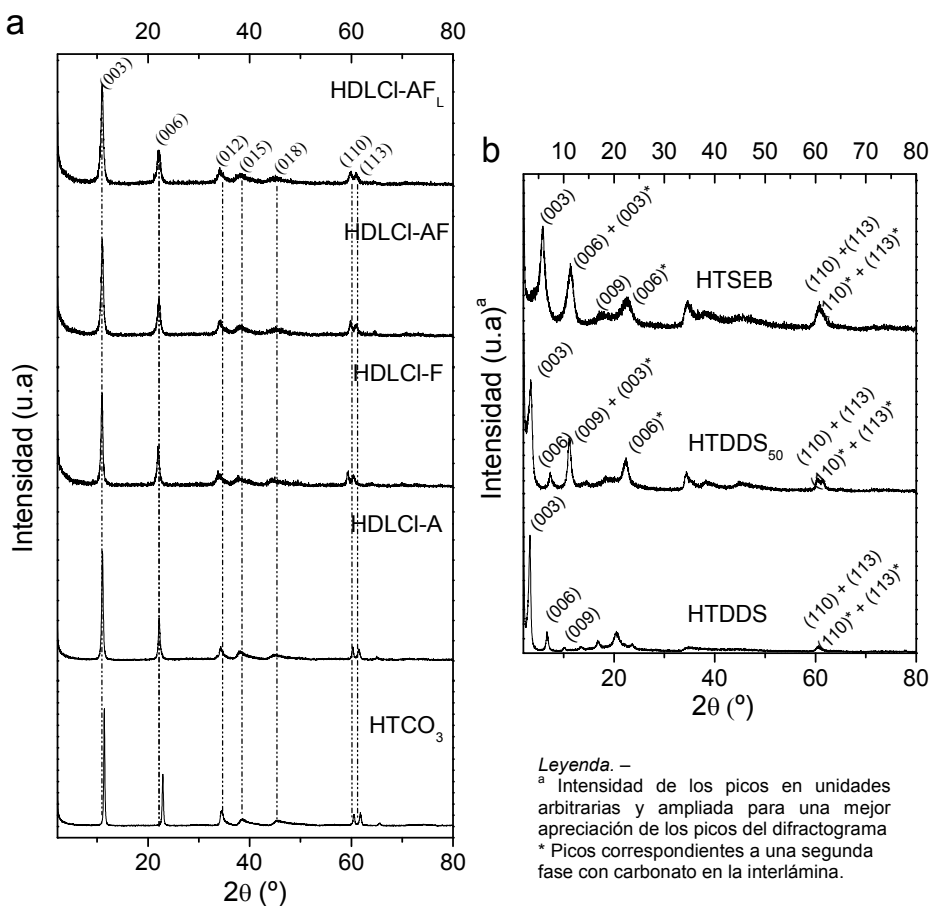 a
20 40 60 80
(003)
HDLCl-AF_L
(006)
(012)
(015)
(018)
(110)
(113)
HDLCl-AF
HDLCl-F
HDLCl-A
HTCO_3
Intensidad (u.a)
20 40 60 80
2θ (º)
b
10 20 30 40 50 60 70 80
(003)
(006) + (003)*
(009)
(006)*
HTSEB
(110) +(113)
(110)* + (113)*
(003)
(006)
(009) + (003)*
(006)*
HTDDS_50
(110) + (113)
(110)* + (113)*
(003)
(006)
(009)
HTDDS
(110) + (113)
(110)* + (113)*
Intensidad (u.a)^a
20 40 60 80
2θ (º)
Leyenda. –
^a Intensidad de los picos en unidades
arbitrarias y ampliada para una mejor
apreciación de los picos del difractograma
* Picos correspondientes a una segunda
fase con carbonato en la interlámina.